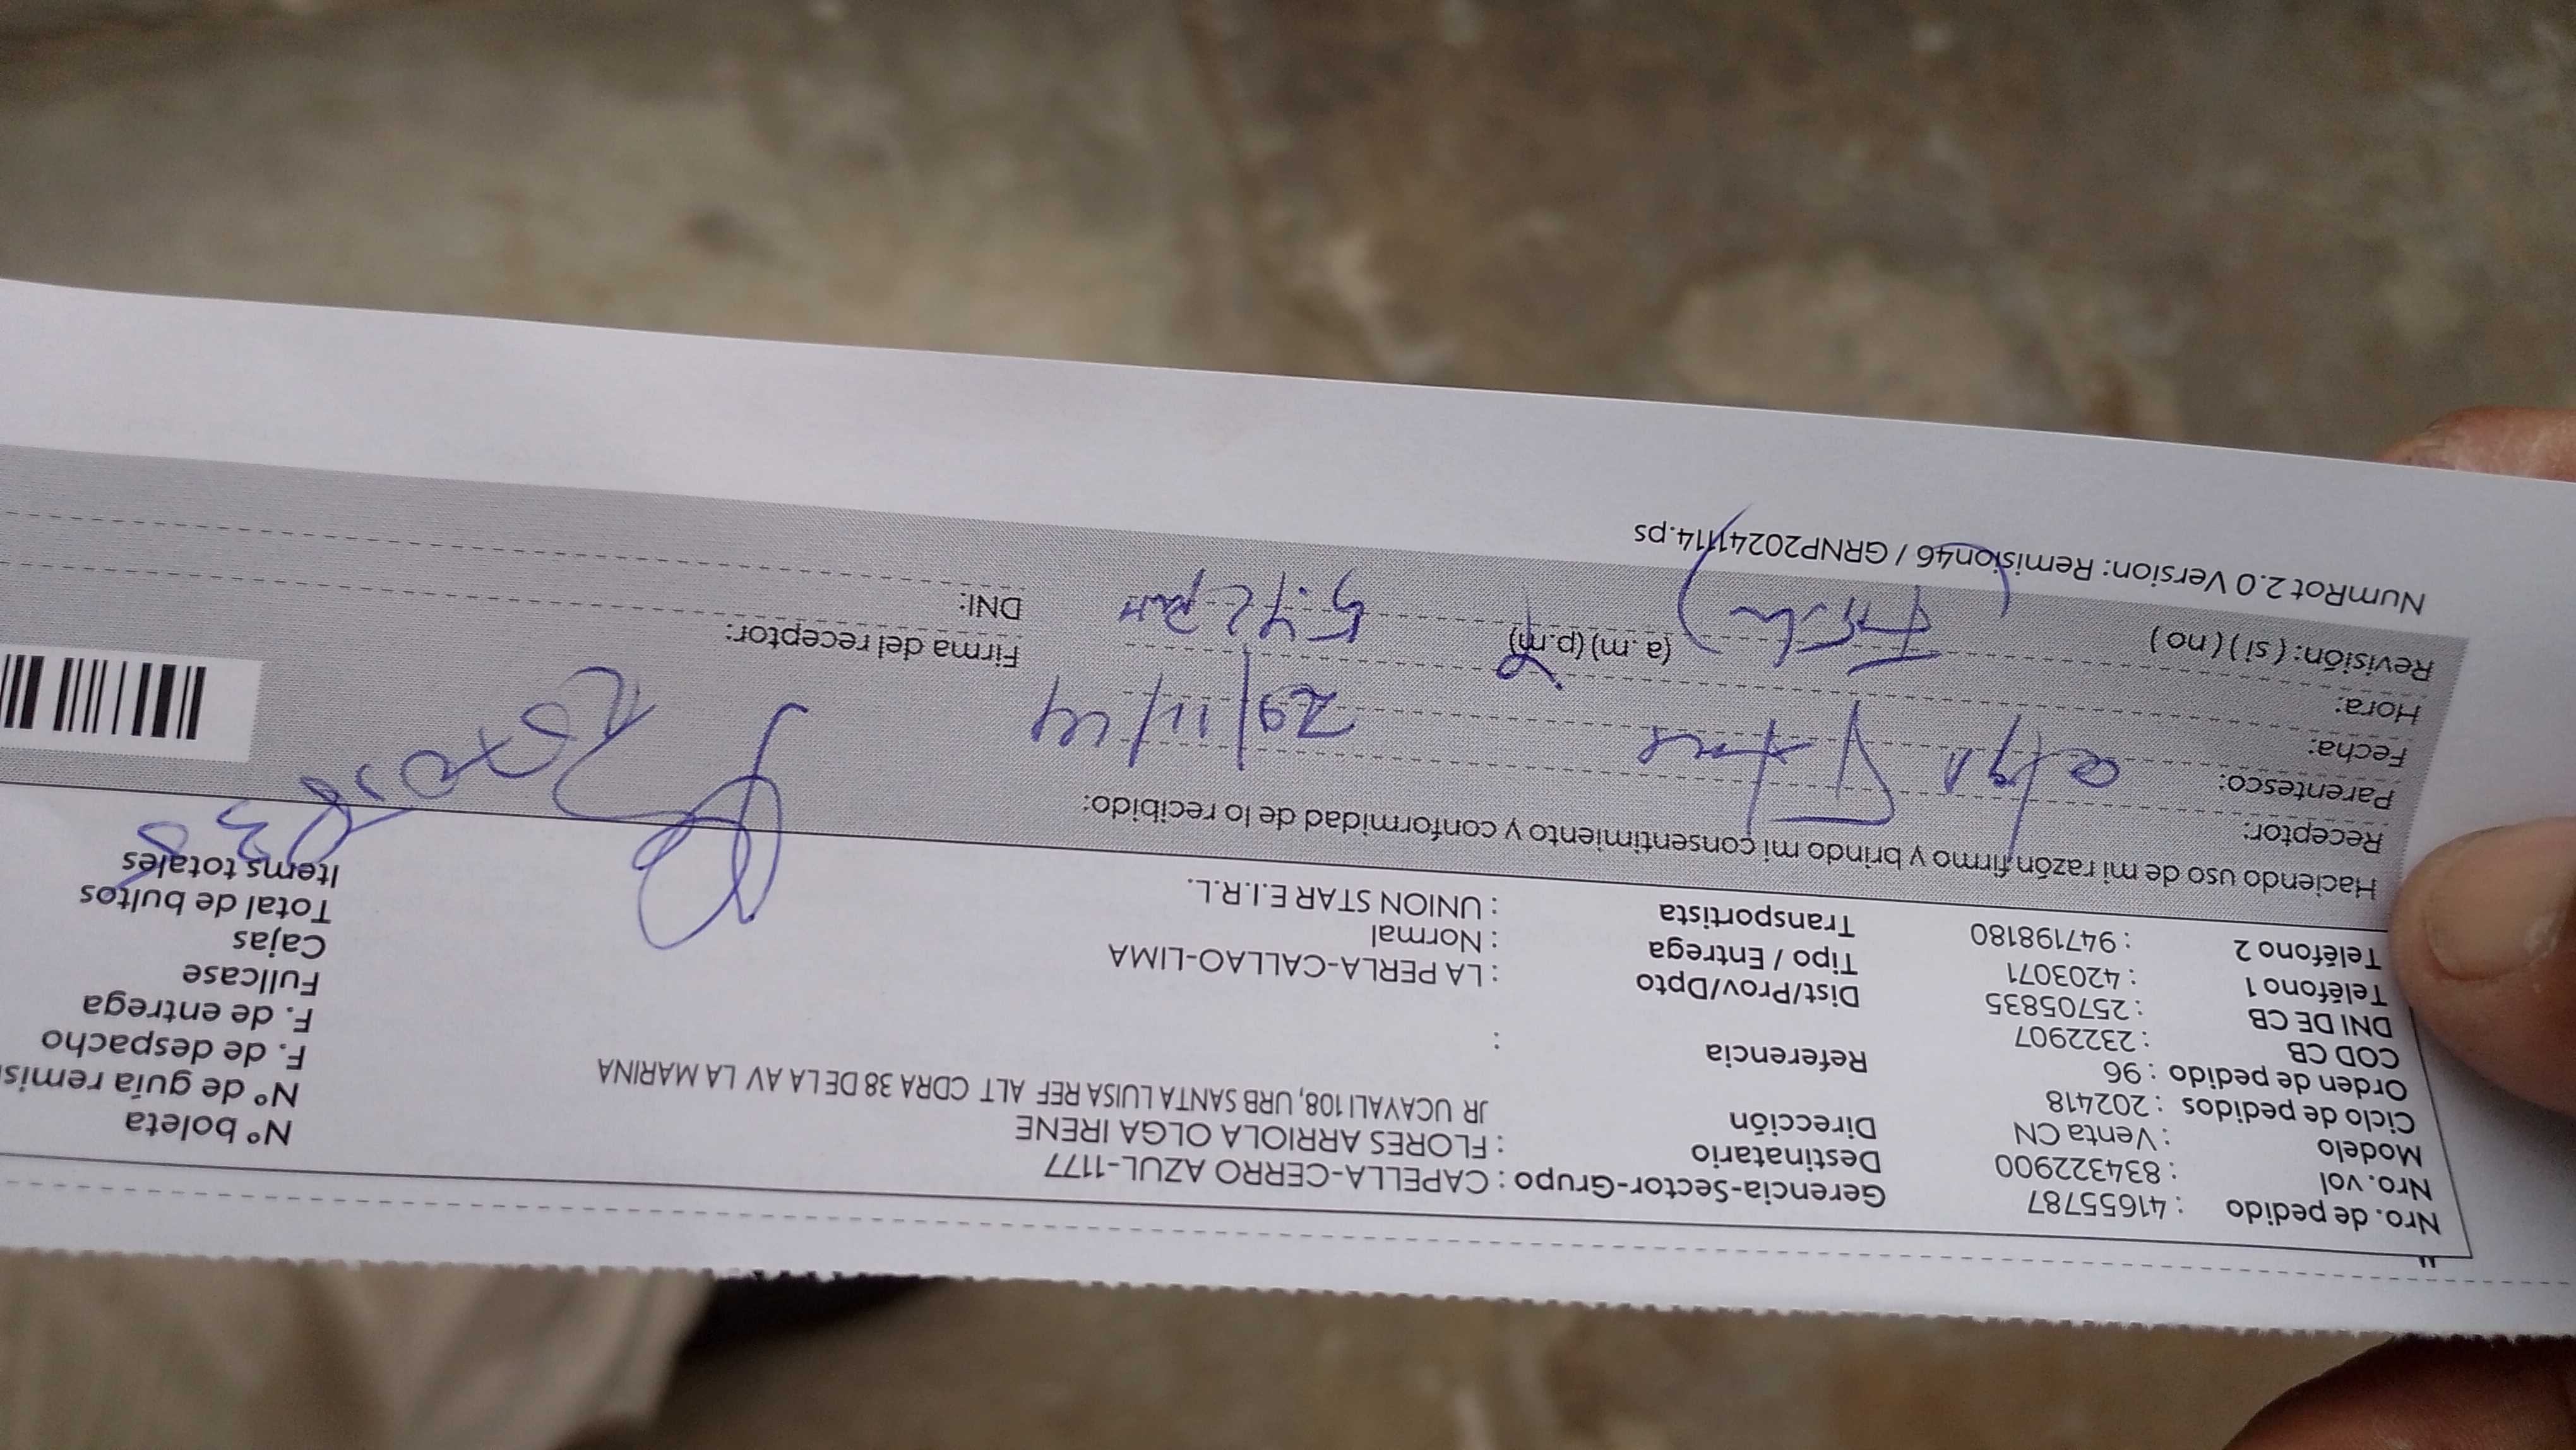 Nro. de pedido : 41655787 Gerencia-Sector-Grupo : CAPELLA-CERRO AZUL-1177
Nro. vol : 834322900 Destinatario : FLORES ARRIOLA OLGA IRENE Nº boleta
Modelo : Venta CN Dirección JR UCAYALI 108, URB SANTA LUISA REF ALT CDRA 38 DE LA AV LA MARINA Nº de guía remis
Ciclo de pedidos : 202418 F. de despacho
Orden de pedido : 96 Referencia : F. de entrega
COD CB : 2322907 Fullcase
DNI DE CB : 25705835 Dist/Prov/Dpto : LA PERLA-CALLAO-LIMA Cajas
Teléfono 1 : 4203071 Tipo / Entrega : Normal Total de bultos
Teléfono 2 : 947198180 Transportista : UNION STAR E.I.R.L. Items totales
Haciendo uso de mi razón firmo y brindo mi consentimiento y conformidad de lo recibido:
Receptor:
Parentesco:
Fecha: 29/11/24
Hora: (a.m) (p.m) 5:42 pm Firma del receptor:
Revisión: ( si ) ( no ) DNI:
NumRot 2.0 Version: Remision46 / GRNP20241114.ps